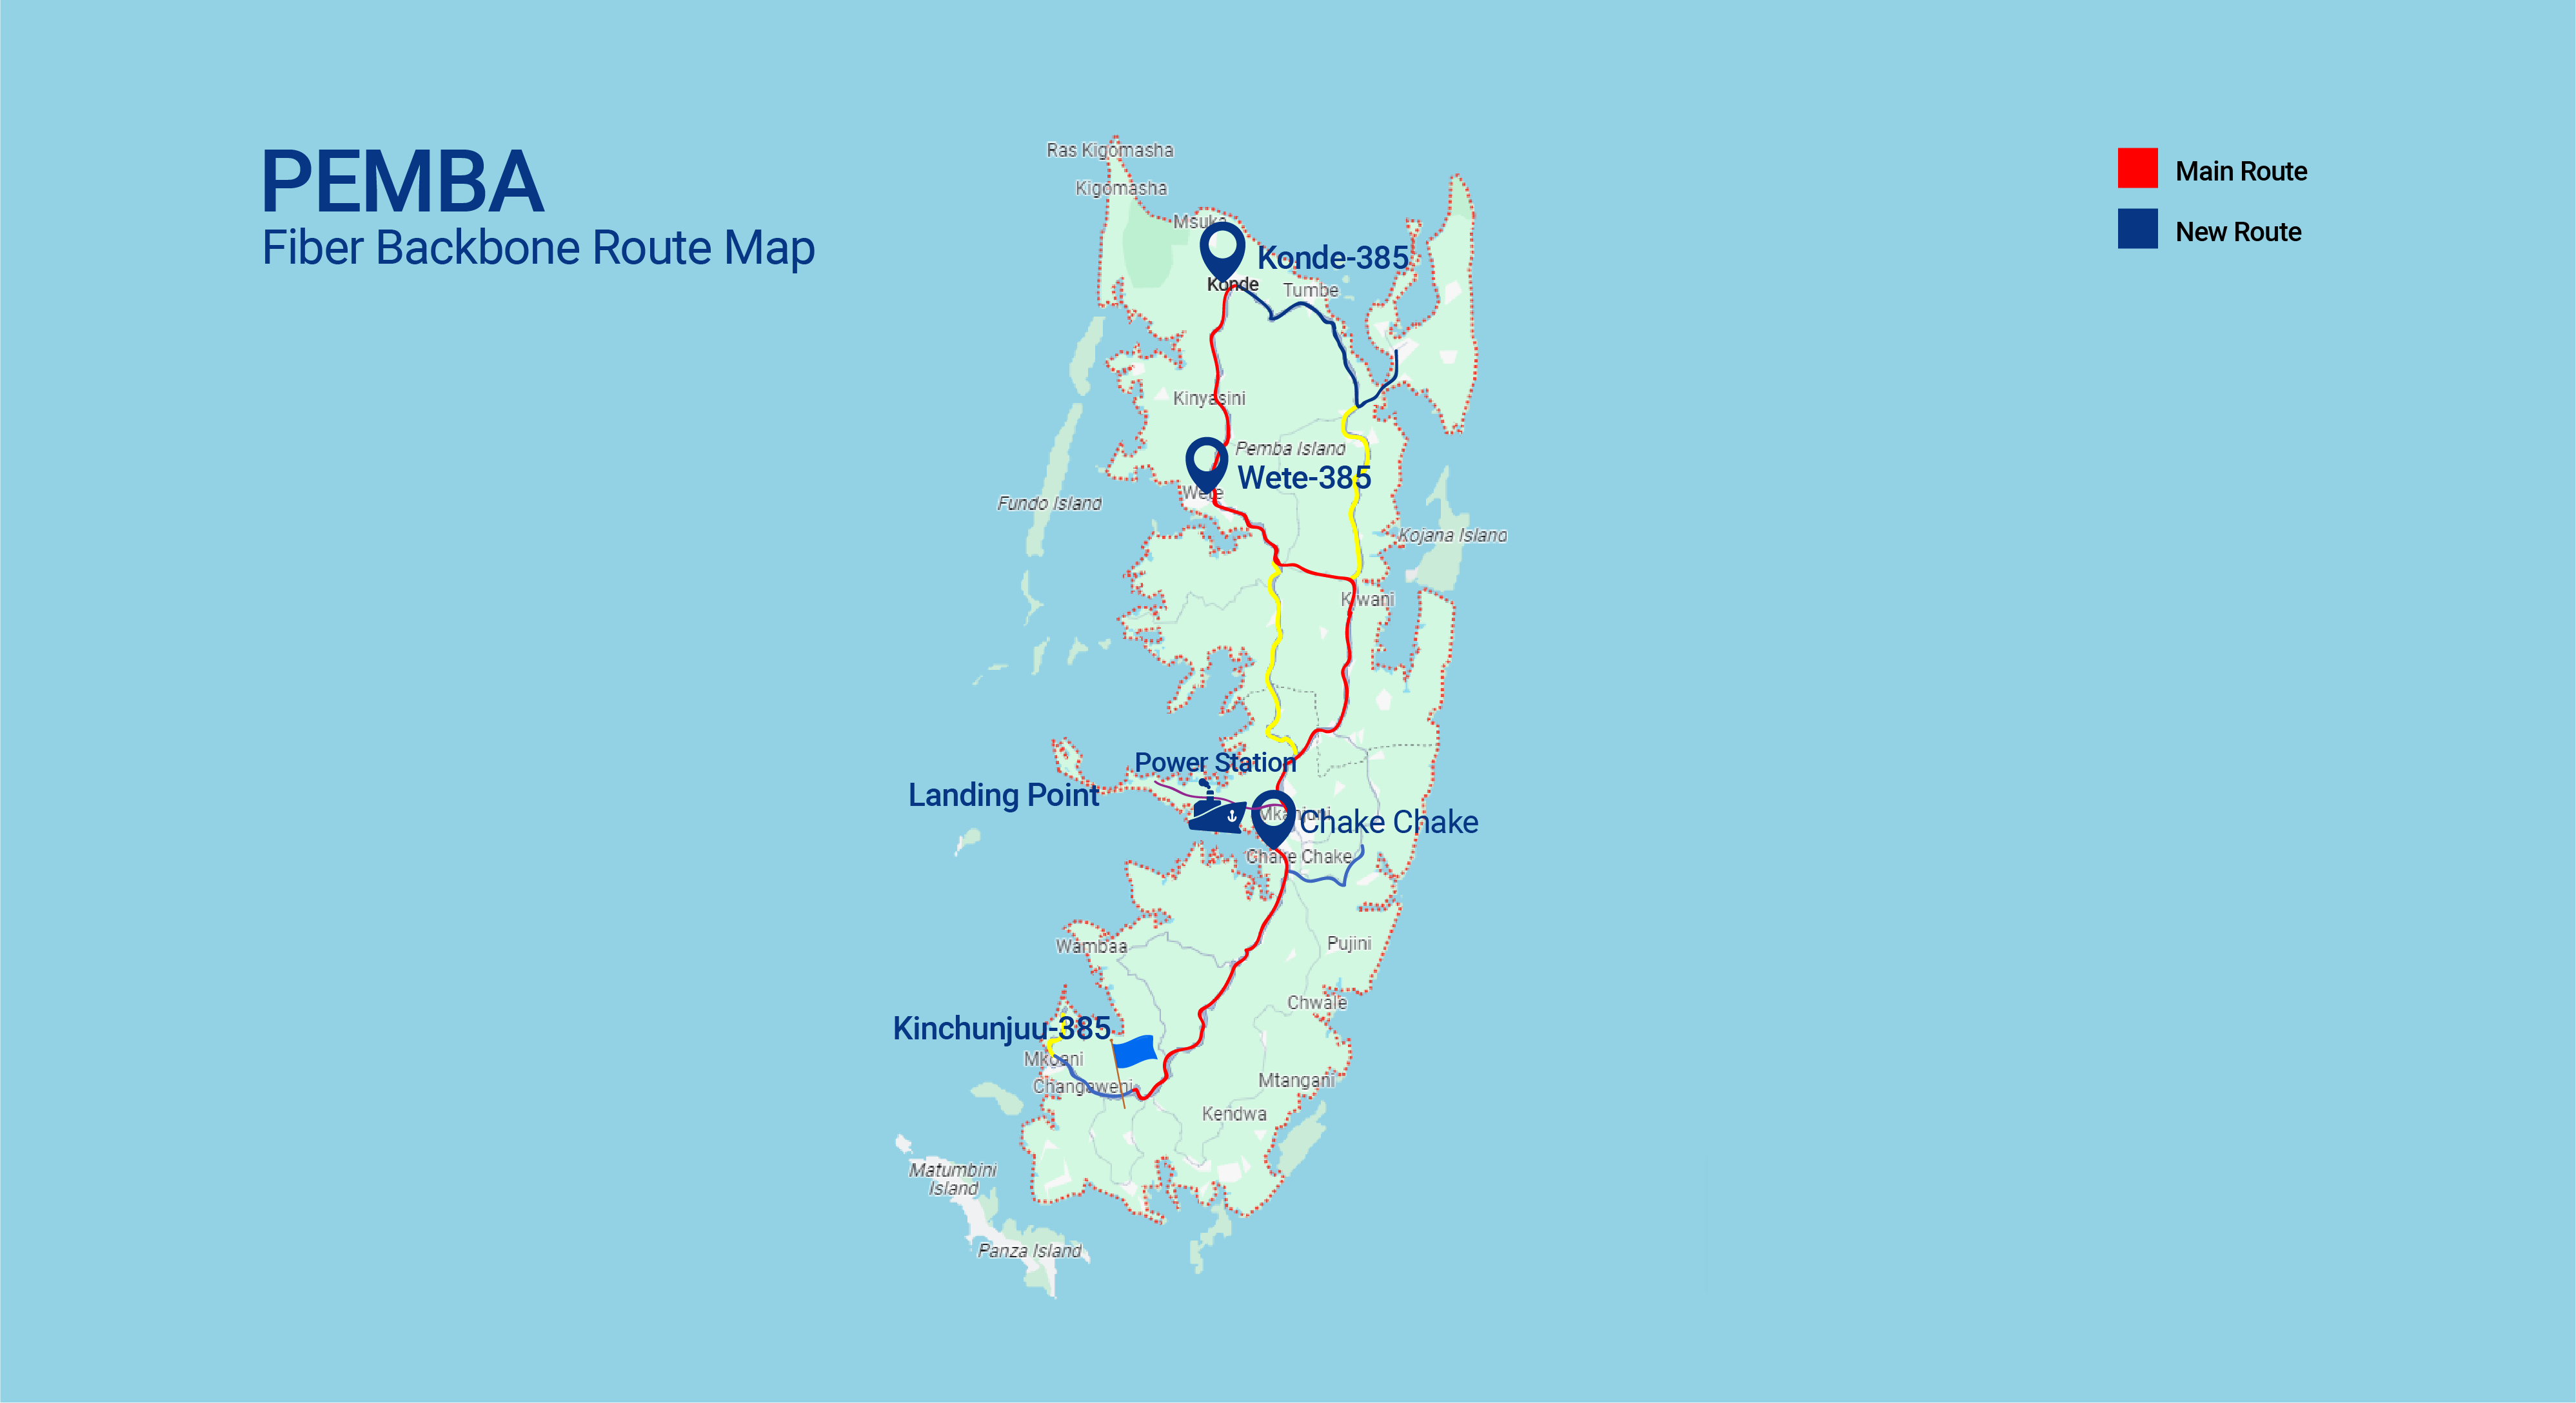 PEMBA
Fiber Backbone Route Map
Main Route
New Route
Ras Kigomasha
Kigomasha
Msuka
Konde-385
Konde
Tumbe
Kinyasini
Pemba Island
Wete-385
Wete
Fundo Island
Kojana Island
Kiwani
Power Station
Landing Point
Mkanjuni
Chake Chake
Chake Chake
Wambaa
Pujini
Chwale
Kinchunjuu-385
Mkoani
Changaweni
Mtangani
Kendwa
Matumbini
Island
Panza Island